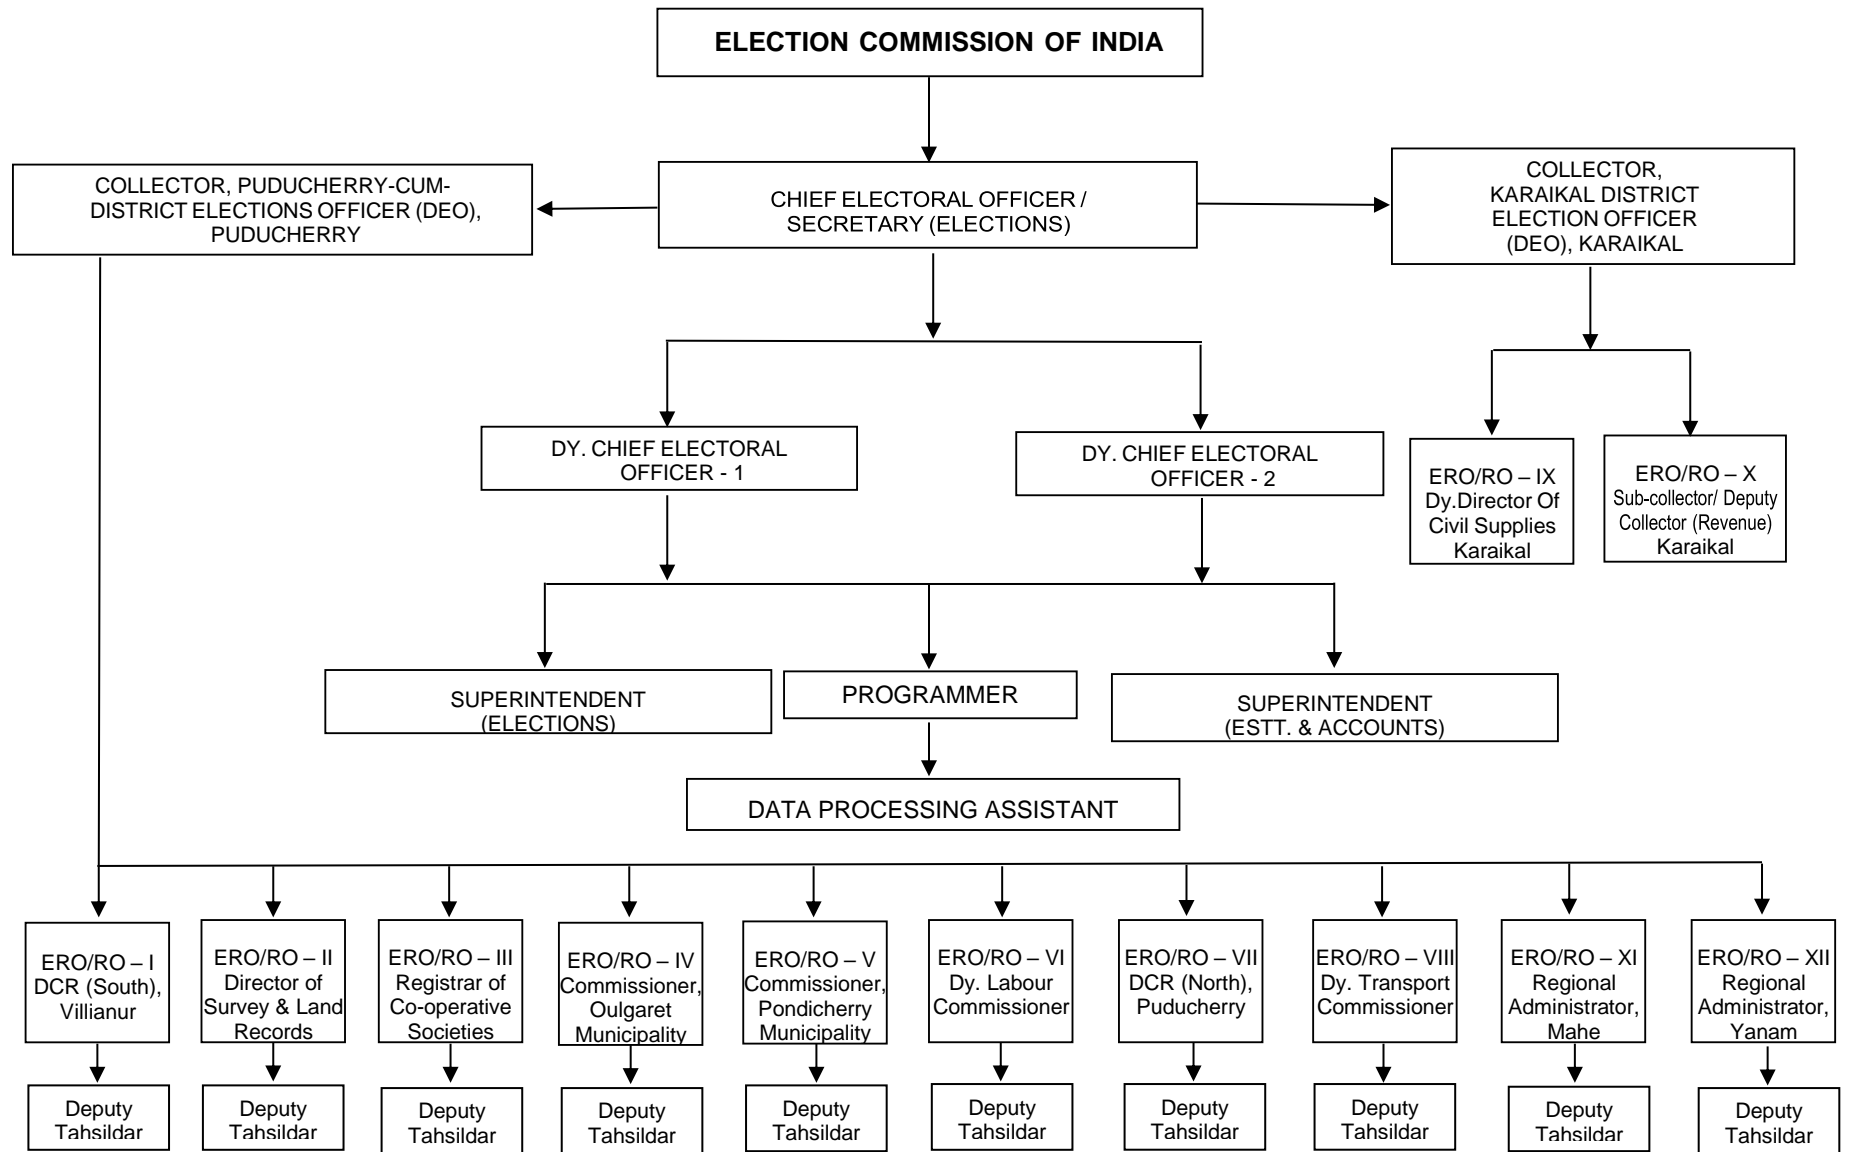 ELECTION COMMISSION OF INDIA
COLLECTOR, PUDUCHERRY-CUM-
DISTRICT ELECTIONS OFFICER (DEO),
PUDUCHERRY
CHIEF ELECTORAL OFFICER /
SECRETARY (ELECTIONS)
COLLECTOR,
KARAIKAL DISTRICT
ELECTION OFFICER
(DEO), KARAIKAL
DY. CHIEF ELECTORAL
OFFICER - 1
DY. CHIEF ELECTORAL
OFFICER - 2
ERO/RO – IX
Dy.Director Of
Civil Supplies
Karaikal
ERO/RO – X
Sub-collector/ Deputy
Collector (Revenue)
Karaikal
SUPERINTENDENT
(ELECTIONS)
PROGRAMMER
SUPERINTENDENT
(ESTT. & ACCOUNTS)
DATA PROCESSING ASSISTANT
ERO/RO – I
DCR (South),
Villianur
ERO/RO – II
Director of
Survey & Land
Records
ERO/RO – III
Registrar of
Co-operative
Societies
ERO/RO – IV
Commissioner,
Oulgaret
Municipality
ERO/RO – V
Commissioner,
Pondicherry
Municipality
ERO/RO – VI
Dy. Labour
Commissioner
ERO/RO – VII
DCR (North),
Puducherry
ERO/RO – VIII
Dy. Transport
Commissioner
ERO/RO – XI
Regional
Administrator,
Mahe
ERO/RO – XII
Regional
Administrator,
Yanam
Deputy
Tahsildar
Deputy
Tahsildar
Deputy
Tahsildar
Deputy
Tahsildar
Deputy
Tahsildar
Deputy
Tahsildar
Deputy
Tahsildar
Deputy
Tahsildar
Deputy
Tahsildar
Deputy
Tahsildar